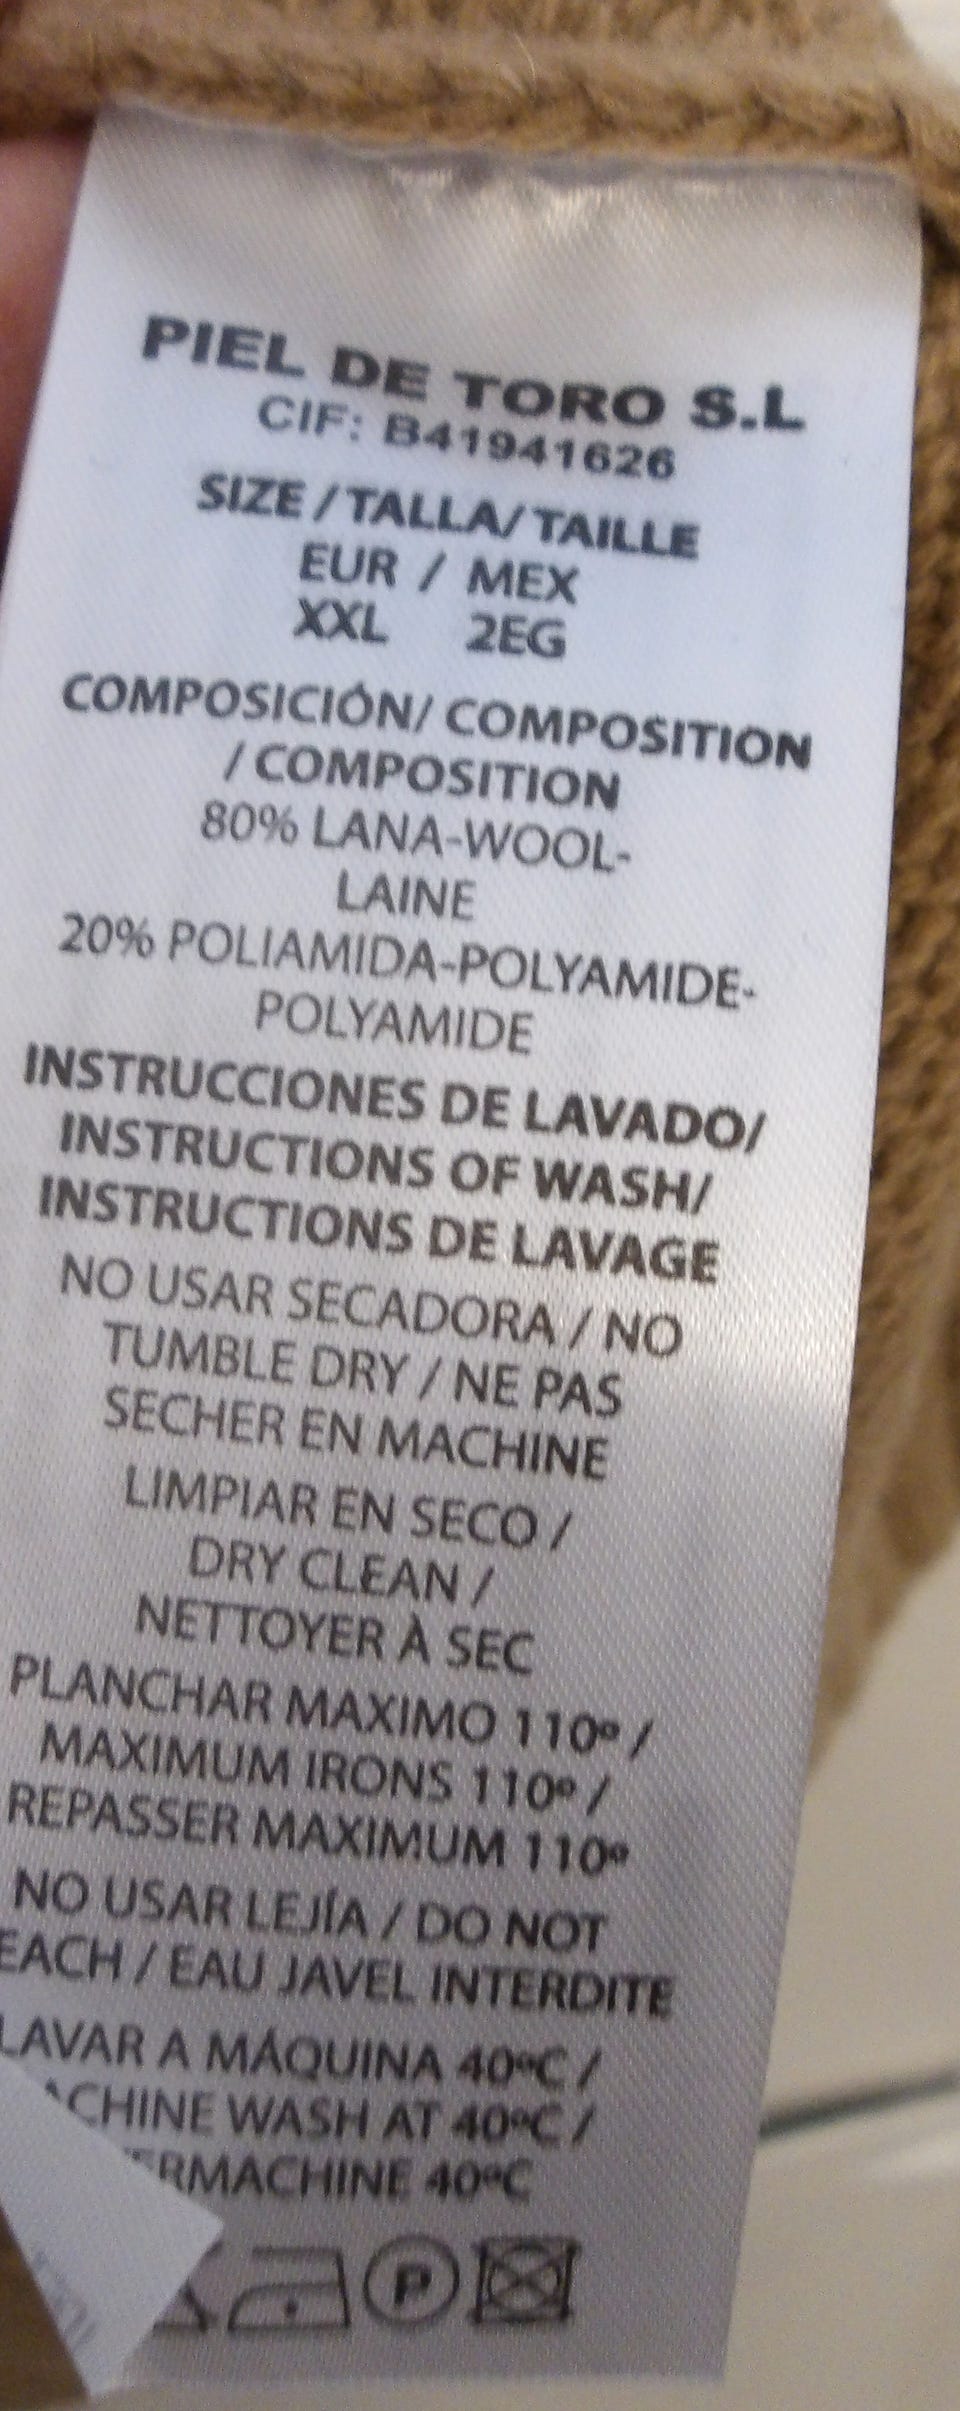 PIEL DE TORO S.L
CIF: B41941626
SIZE / TALLA/ TAILLE
EUR / MEX
XXL 2EG
COMPOSICIÓN/ COMPOSITION
/ COMPOSITION
80% LANA-WOOL-
LAINE
20% POLIAMIDA-POLYAMIDE-
POLYAMIDE
INSTRUCCIONES DE LAVADO/
INSTRUCTIONS OF WASH/
INSTRUCTIONS DE LAVAGE
NO USAR SECADORA / NO
TUMBLE DRY / NE PAS
SECHER EN MACHINE
LIMPIAR EN SECO /
DRY CLEAN /
NETTOYER À SEC
PLANCHAR MAXIMO 110º /
MAXIMUM IRONS 110º /
REPASSER MAXIMUM 110º
NO USAR LEJÍA / DO NOT
EACH / EAU JAVEL INTERDITE
LAVAR A MÁQUINA 40ºC /
ACHINE WASH AT 40ºC /
ERMACHINE 40ºC
P